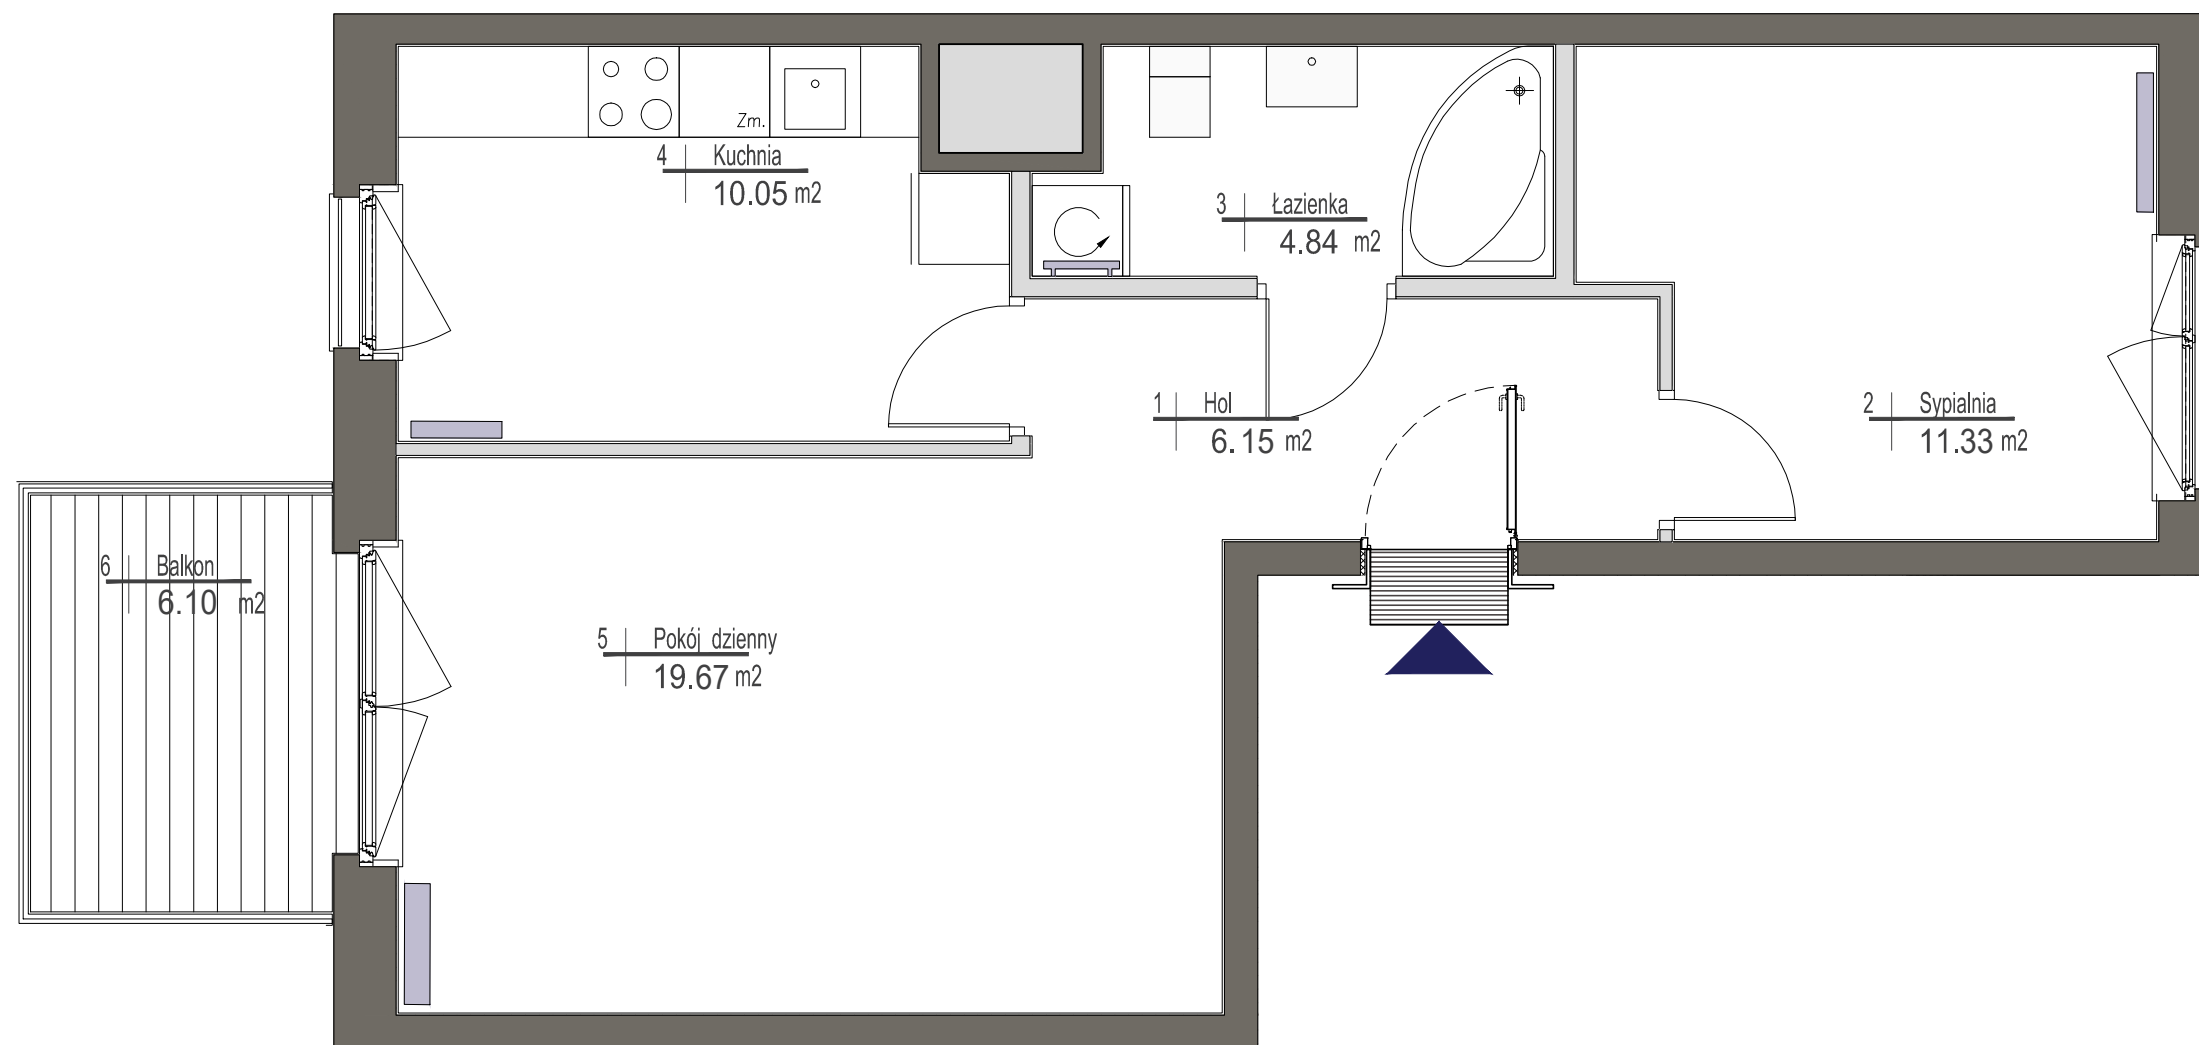 Zm.
4 Kuchnia
10.05 m2
3 Łazienka
4.84 m2
1 Hol
6.15 m2
2 Sypialnia
11.33 m2
6 Balkon
6.10 m2
5 Pokój dzienny
19.67 m2